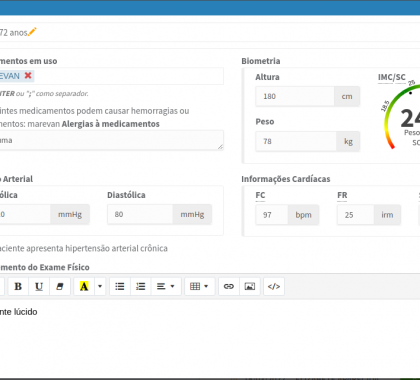 72 anos
mentos em uso
Biometria
EVAN ✖
Altura
IMC/SC
NTER ou ";" como separador.
180 cm
18.5
25
intes medicamentos podem causar hemorragias ou
mentos: marevan Alergias à medicamentos
Peso
24
Peso
ma
78 kg
SC
Arterial
Informações Cardíacas
ólica
Diastólica
FC
FR
0 mmHg
80 mmHg
97 bpm
25 irm
aciente apresenta hipertensão arterial crônica
mento do Exame Físico
B U A </>
nte lúcido